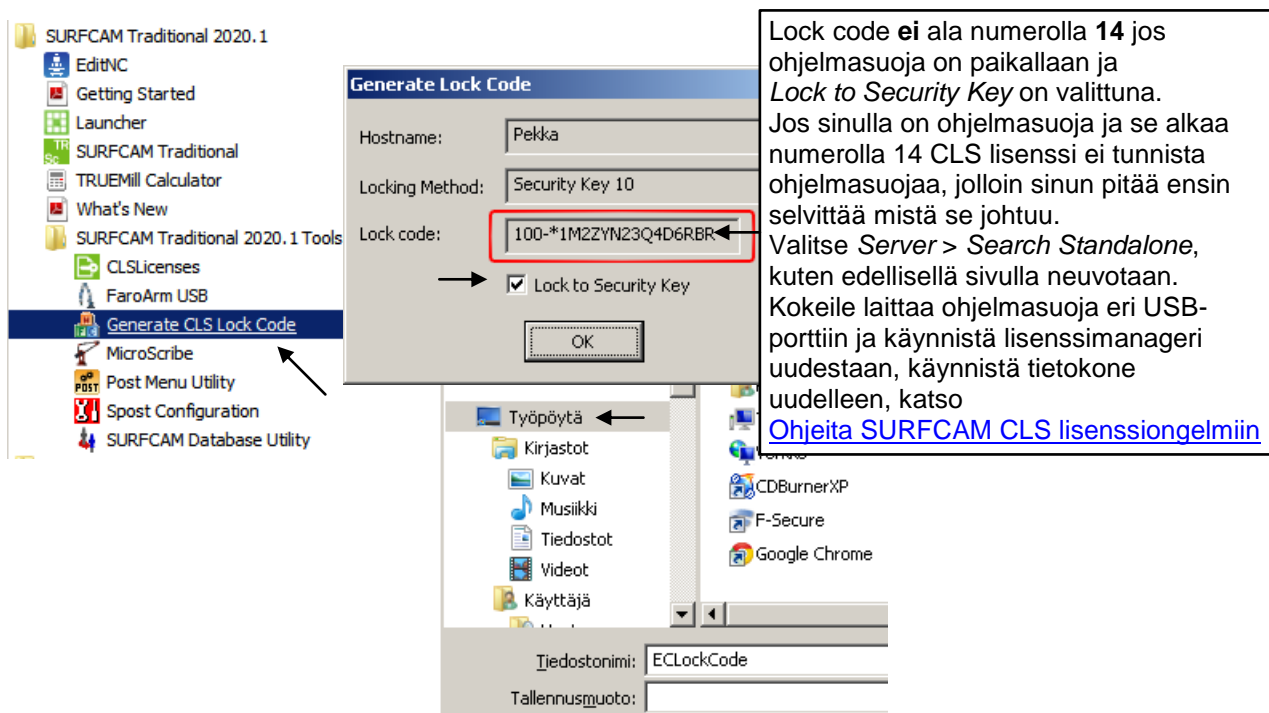 SURFCAM Traditional 2020.1
EditNC
Getting Started
Launcher
SURFCAM Traditional
TRUEMill Calculator
What's New
SURFCAM Traditional 2020.1 Tools
CLSLicenses
FaroArm USB
Generate CLS Lock Code
MicroScribe
Post Menu Utility
Spost Configuration
SURFCAM Database Utility
Generate Lock Code
Hostname: Pekka
Locking Method: Security Key 10
Lock code: 100-*1M2ZYN23Q4D6RBR
Lock to Security Key
OK
Lock code ei ala numerolla 14 jos
ohjelmasuoja on paikallaan ja
Lock to Security Key on valittuna.
Jos sinulla on ohjelmasuoja ja se alkaa
numerolla 14 CLS lisenssi ei tunnista
ohjelmasuojaa, jolloin sinun pitää ensin
selvittää mistä se johtuu.
Valitse Server > Search Standalone,
kuten edellisellä sivulla neuvotaan.
Kokeile laittaa ohjelmasuoja eri USB-
porttiin ja käynnistä lisenssimanageri
uudestaan, käynnistä tietokone
uudelleen, katso
Ohjeita SURFCAM CLS lisenssiongelmiin
Työpöytä
Kirjastot
Kuvat
Musiikki
Tiedostot
Videot
Käyttäjä
CDBurnerXP
F-Secure
Google Chrome
Tiedostonimi: ECLockCode
Tallennusmuoto: